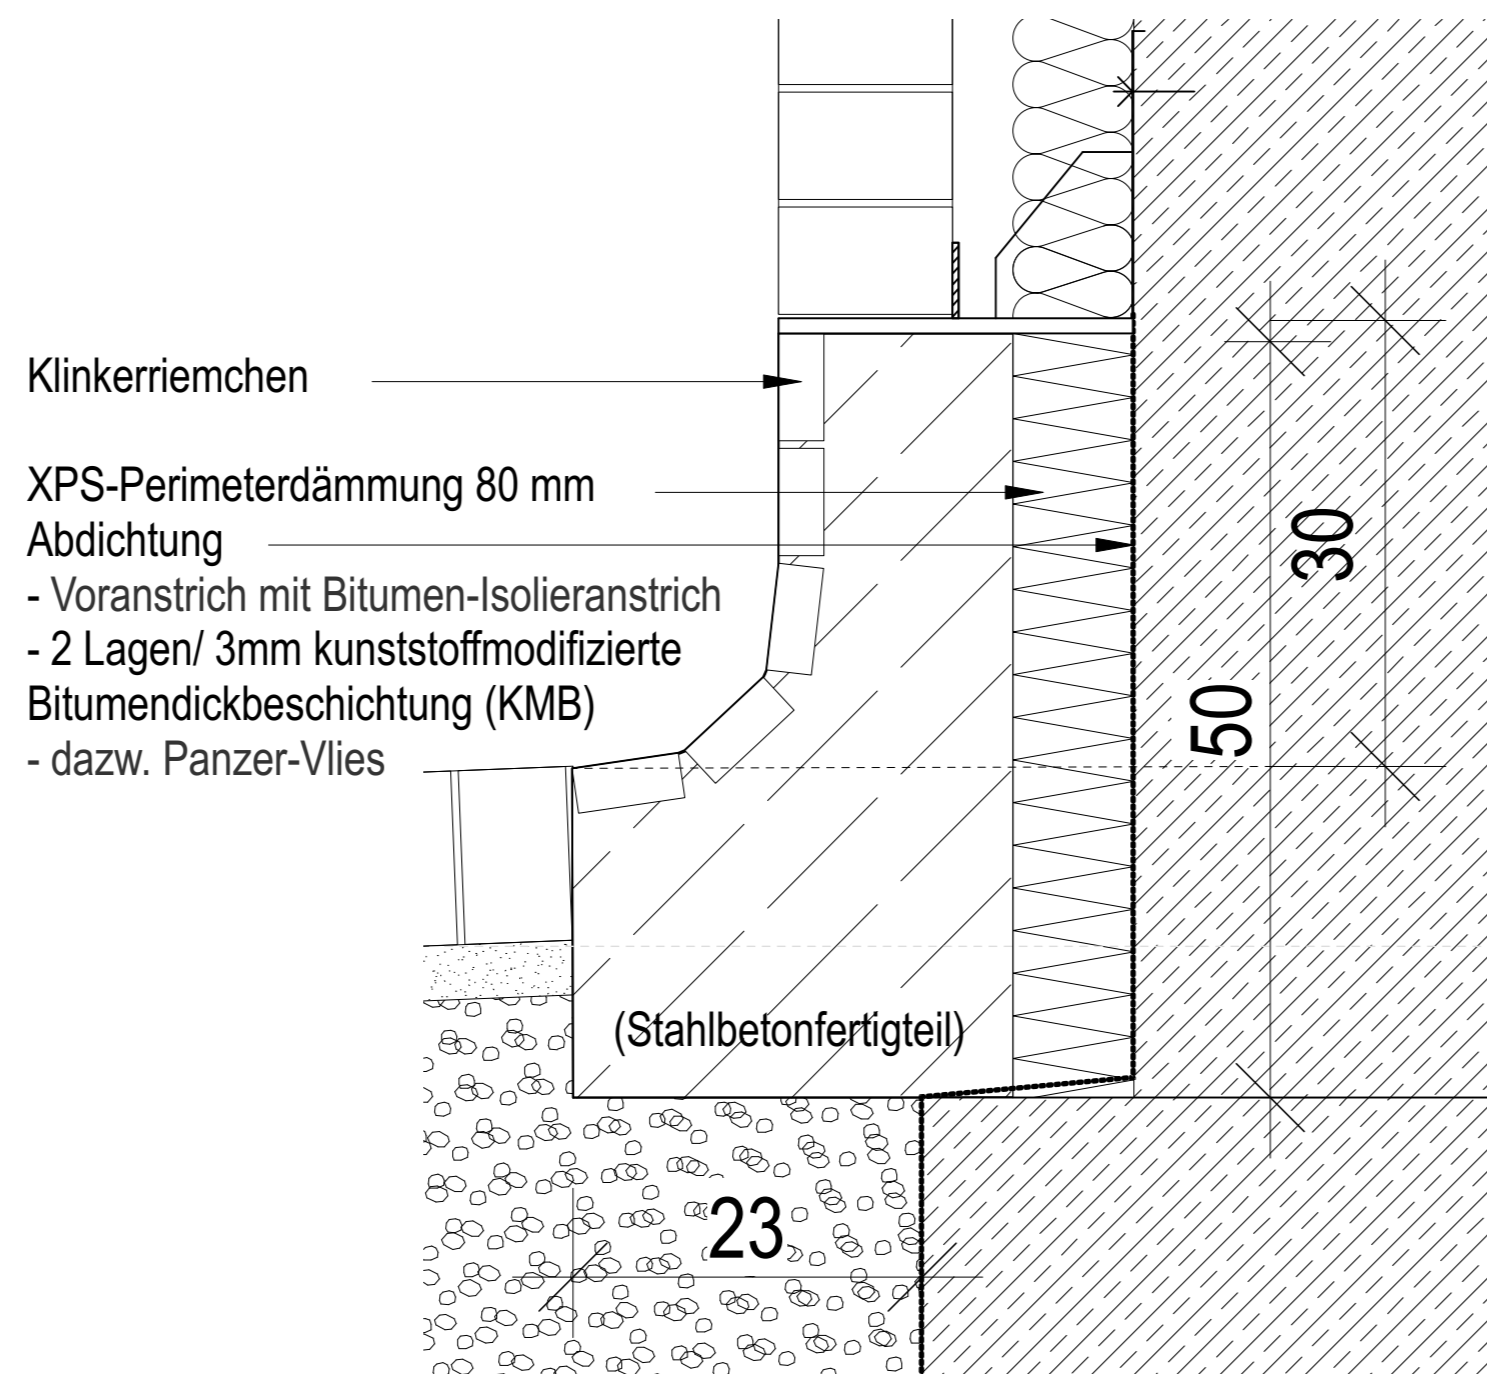 Klinkerriemchen
XPS-Perimeterdämmung 80 mm
Abdichtung
- Voranstrich mit Bitumen-Isolieranstrich
- 2 Lagen/ 3mm kunststoffmodifizierte
Bitumendickbeschichtung (KMB)
- dazw. Panzer-Vlies
30
50
(Stahlbetonfertigteil)
23